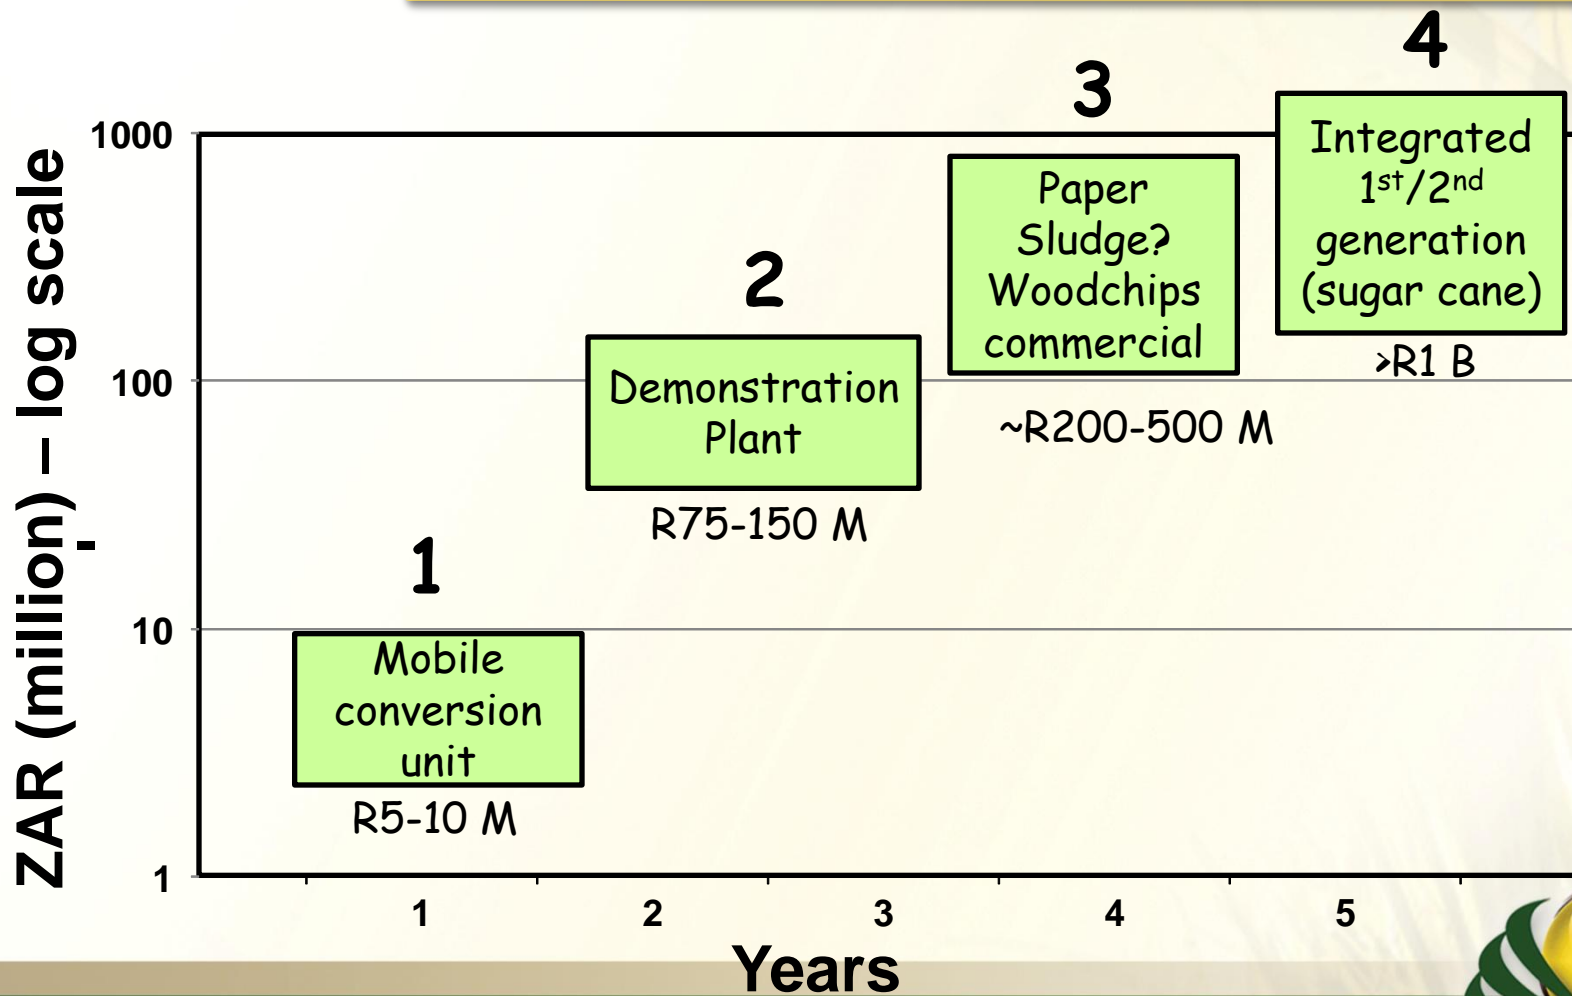 4
3
1000
Integrated
1st/2nd
generation
(sugar cane)
Paper
Sludge?
Woodchips
commercial
2
>R1 B
100
Demonstration
Plant
~R200-500 M
R75-150 M
1
10
Mobile
conversion
unit
R5-10 M
1
ZAR (million) – log scale
1 2 3 4 5
Years